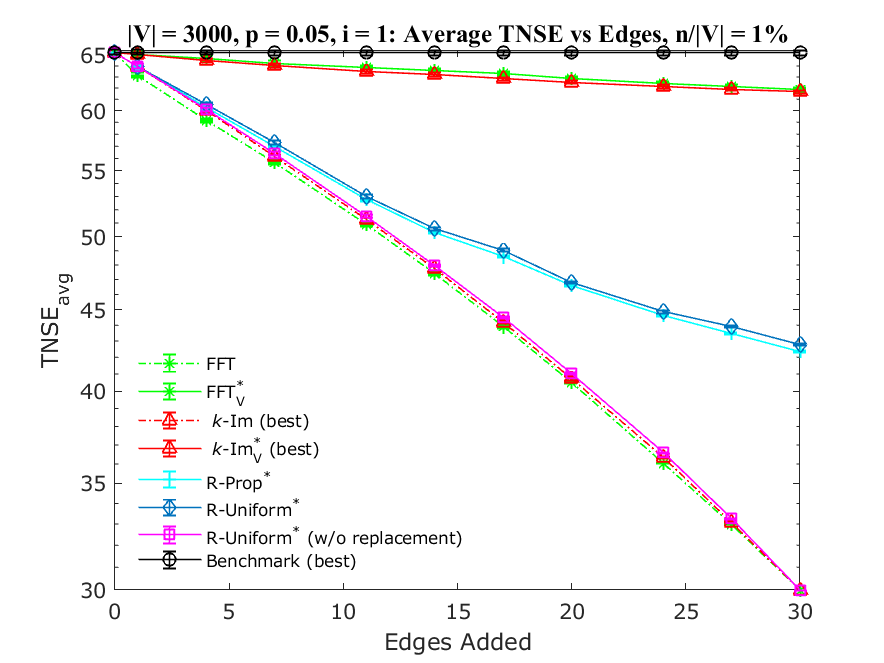 |V| = 3000, p = 0.05, i = 1: Average TNSE vs Edges, n/|V| = 1%
65
60
55
50
45
40
35
30
TNSE_avg
FFT
FFT*_V
k-Im (best)
k-Im*_V (best)
R-Prop*
R-Uniform*
R-Uniform* (w/o replacement)
Benchmark (best)
0 5 10 15 20 25 30
Edges Added